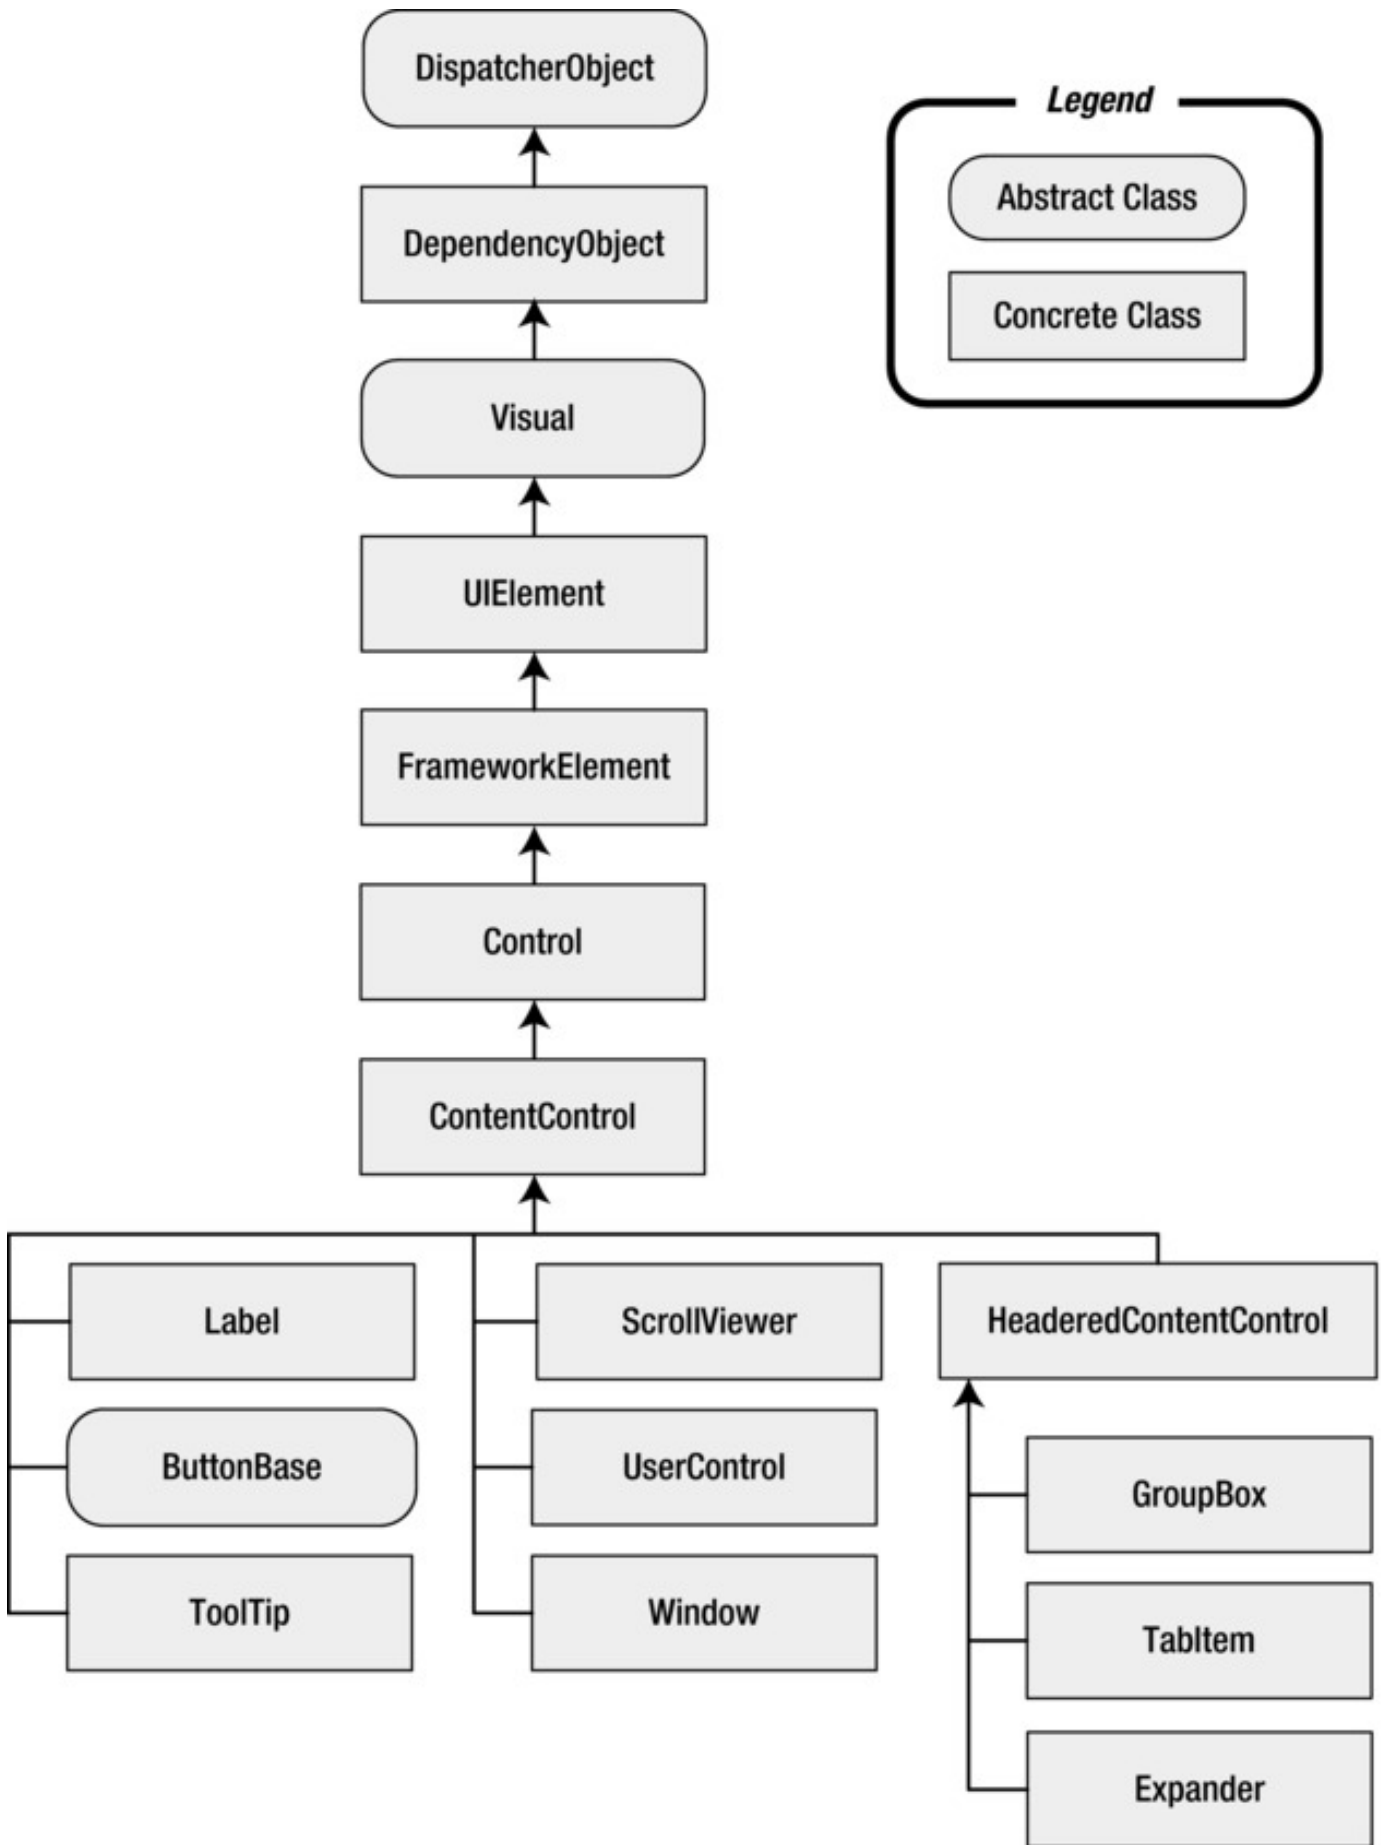 DispatcherObject
Legend
Abstract Class
DependencyObject
Concrete Class
Visual
UIElement
FrameworkElement
Control
ContentControl
Label
ScrollViewer
HeaderedContentControl
ButtonBase
UserControl
GroupBox
ToolTip
Window
TabItem
Expander